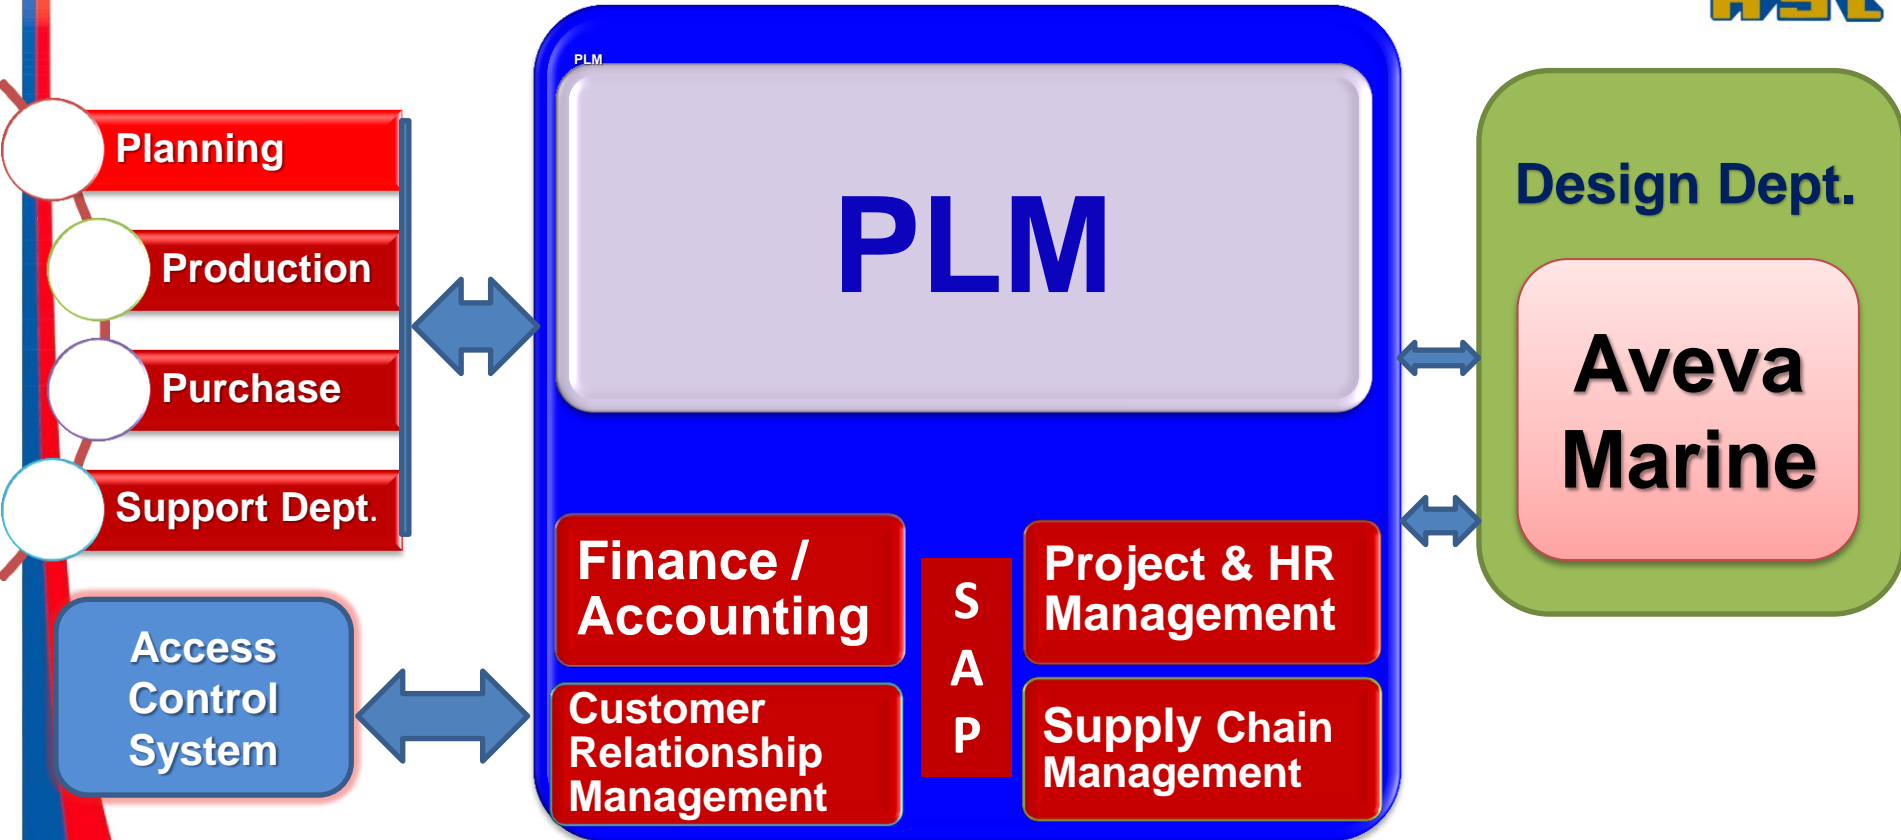 PLM
PLM
Planning
Production
Purchase
Support Dept.
Access
Control
System
Finance /
Accounting
Customer
Relationship
Management
S
A
P
Project & HR
Management
Supply Chain
Management
Design Dept.
Aveva
Marine